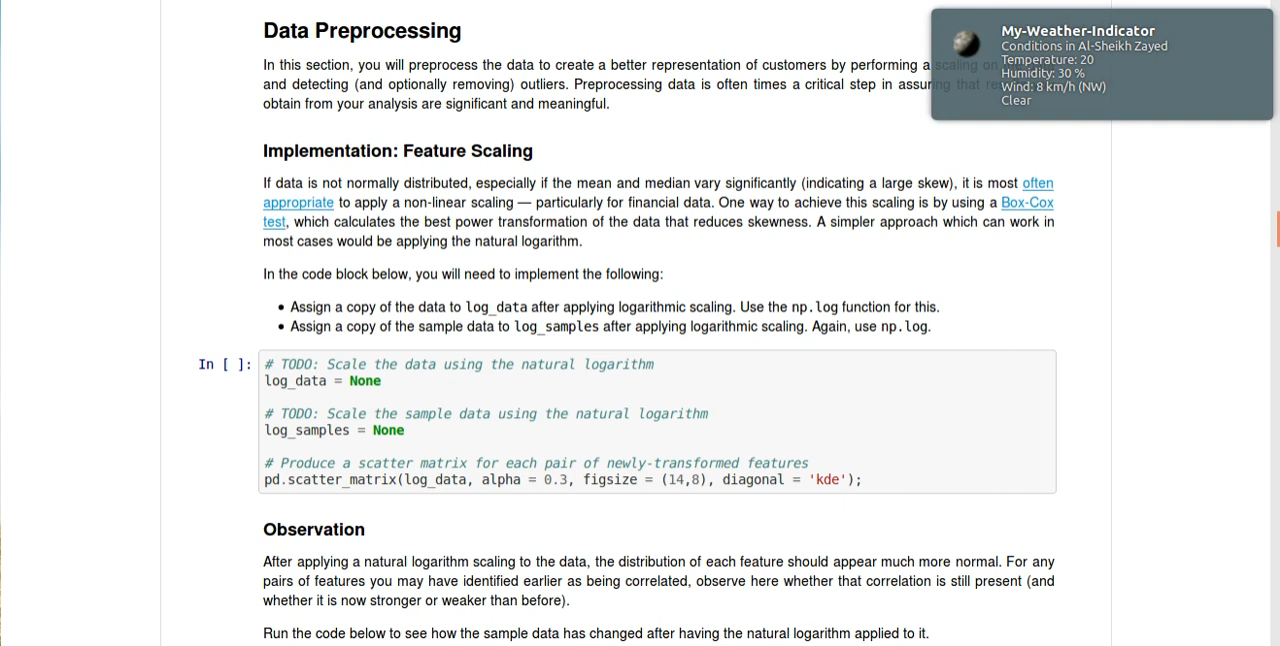 Data Preprocessing
In this section, you will preprocess the data to create a better representation of customers by performing a scaling on
and detecting (and optionally removing) outliers. Preprocessing data is often times a critical step in assuring that
obtain from your analysis are significant and meaningful.
My-Weather-Indicator
Conditions in Al-Sheikh Zayed
Temperature: 20
Humidity: 30 %
Wind: 8 km/h (NW)
Clear
Implementation: Feature Scaling
If data is not normally distributed, especially if the mean and median vary significantly (indicating a large skew), it is most often
appropriate to apply a non-linear scaling — particularly for financial data. One way to achieve this scaling is by using a Box-Cox
test, which calculates the best power transformation of the data that reduces skewness. A simpler approach which can work in
most cases would be applying the natural logarithm.
In the code block below, you will need to implement the following:
• Assign a copy of the data to log_data after applying logarithmic scaling. Use the np.log function for this.
• Assign a copy of the sample data to log_samples after applying logarithmic scaling. Again, use np.log.
In [ ]:
# TODO: Scale the data using the natural logarithm
log_data = None
# TODO: Scale the sample data using the natural logarithm
log_samples = None
# Produce a scatter matrix for each pair of newly-transformed features
pd.scatter_matrix(log_data, alpha = 0.3, figsize = (14,8), diagonal = 'kde');
Observation
After applying a natural logarithm scaling to the data, the distribution of each feature should appear much more normal. For any
pairs of features you may have identified earlier as being correlated, observe here whether that correlation is still present (and
whether it is now stronger or weaker than before).
Run the code below to see how the sample data has changed after having the natural logarithm applied to it.